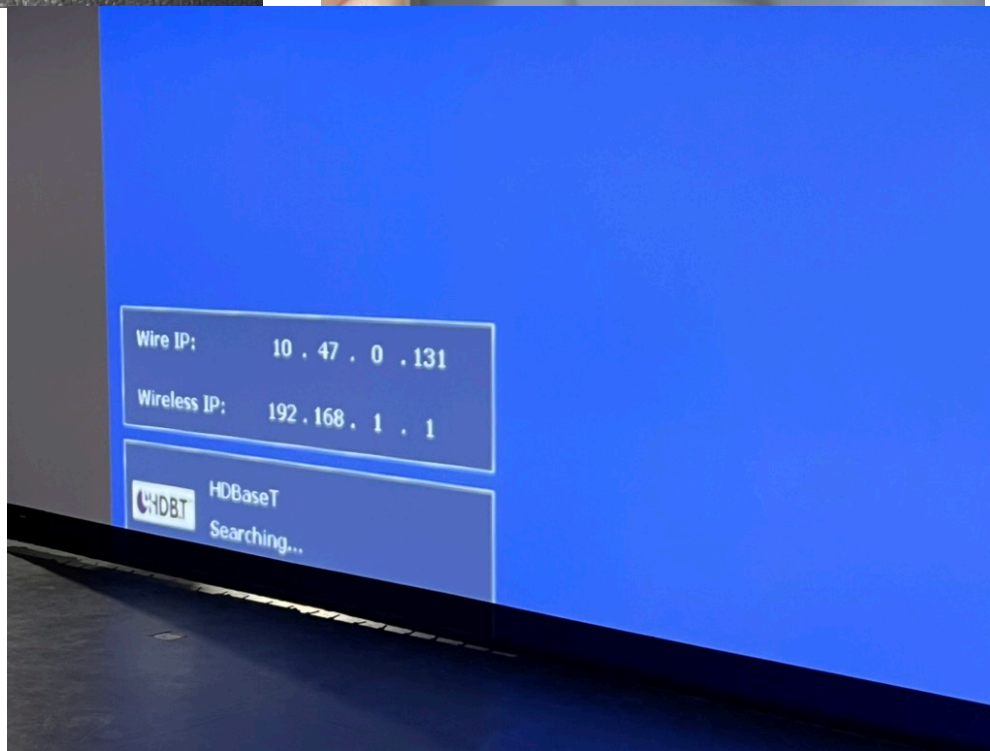 Wire IP: 10 . 47 . 0 . 131
Wireless IP: 192 . 168 . 1 . 1
HDBT
HDBaseT
Searching...